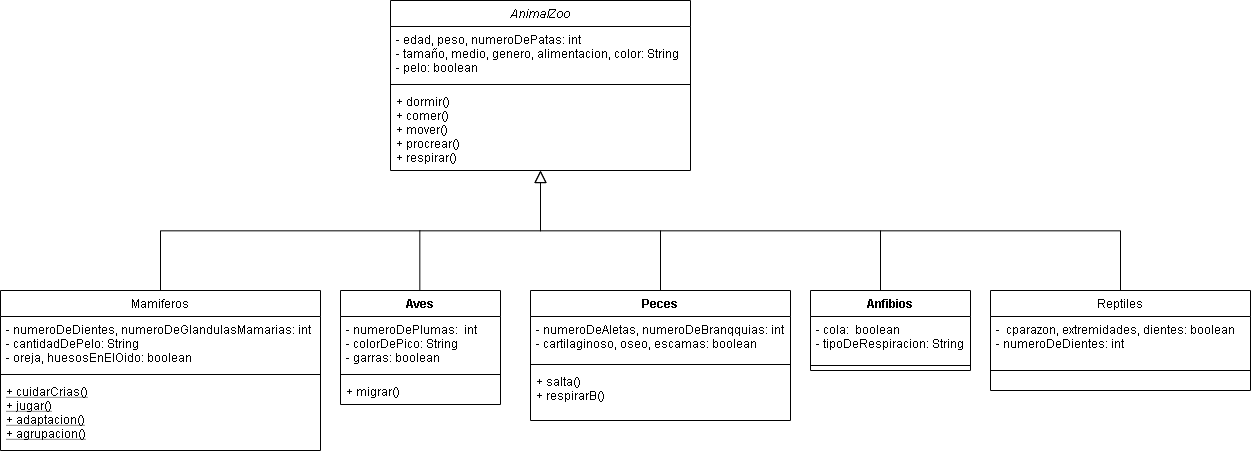 AnimalZoo
- edad, peso, numeroDePatas: int
- tamaño, medio, genero, alimentacion, color: String
- pelo: boolean
+ dormir()
+ comer()
+ mover()
+ procrear()
+ respirar()
Mamiferos
- numeroDeDientes, numeroDeGlandulasMamarias: int
- cantidadDePelo: String
- oreja, huesosEnElOido: boolean
+ cuidarCrias()
+ jugar()
+ adaptacion()
+ agrupacion()
Aves
- numeroDePlumas: int
- colorDePico: String
- garras: boolean
+ migrar()
Peces
- numeroDeAletas, numeroDeBranqquias: int
- cartilaginoso, oseo, escamas: boolean
+ salta()
+ respirarB()
Anfibios
- cola: boolean
- tipoDeRespiracion: String
Reptiles
- cparazon, extremidades, dientes: boolean
- numeroDeDientes: int